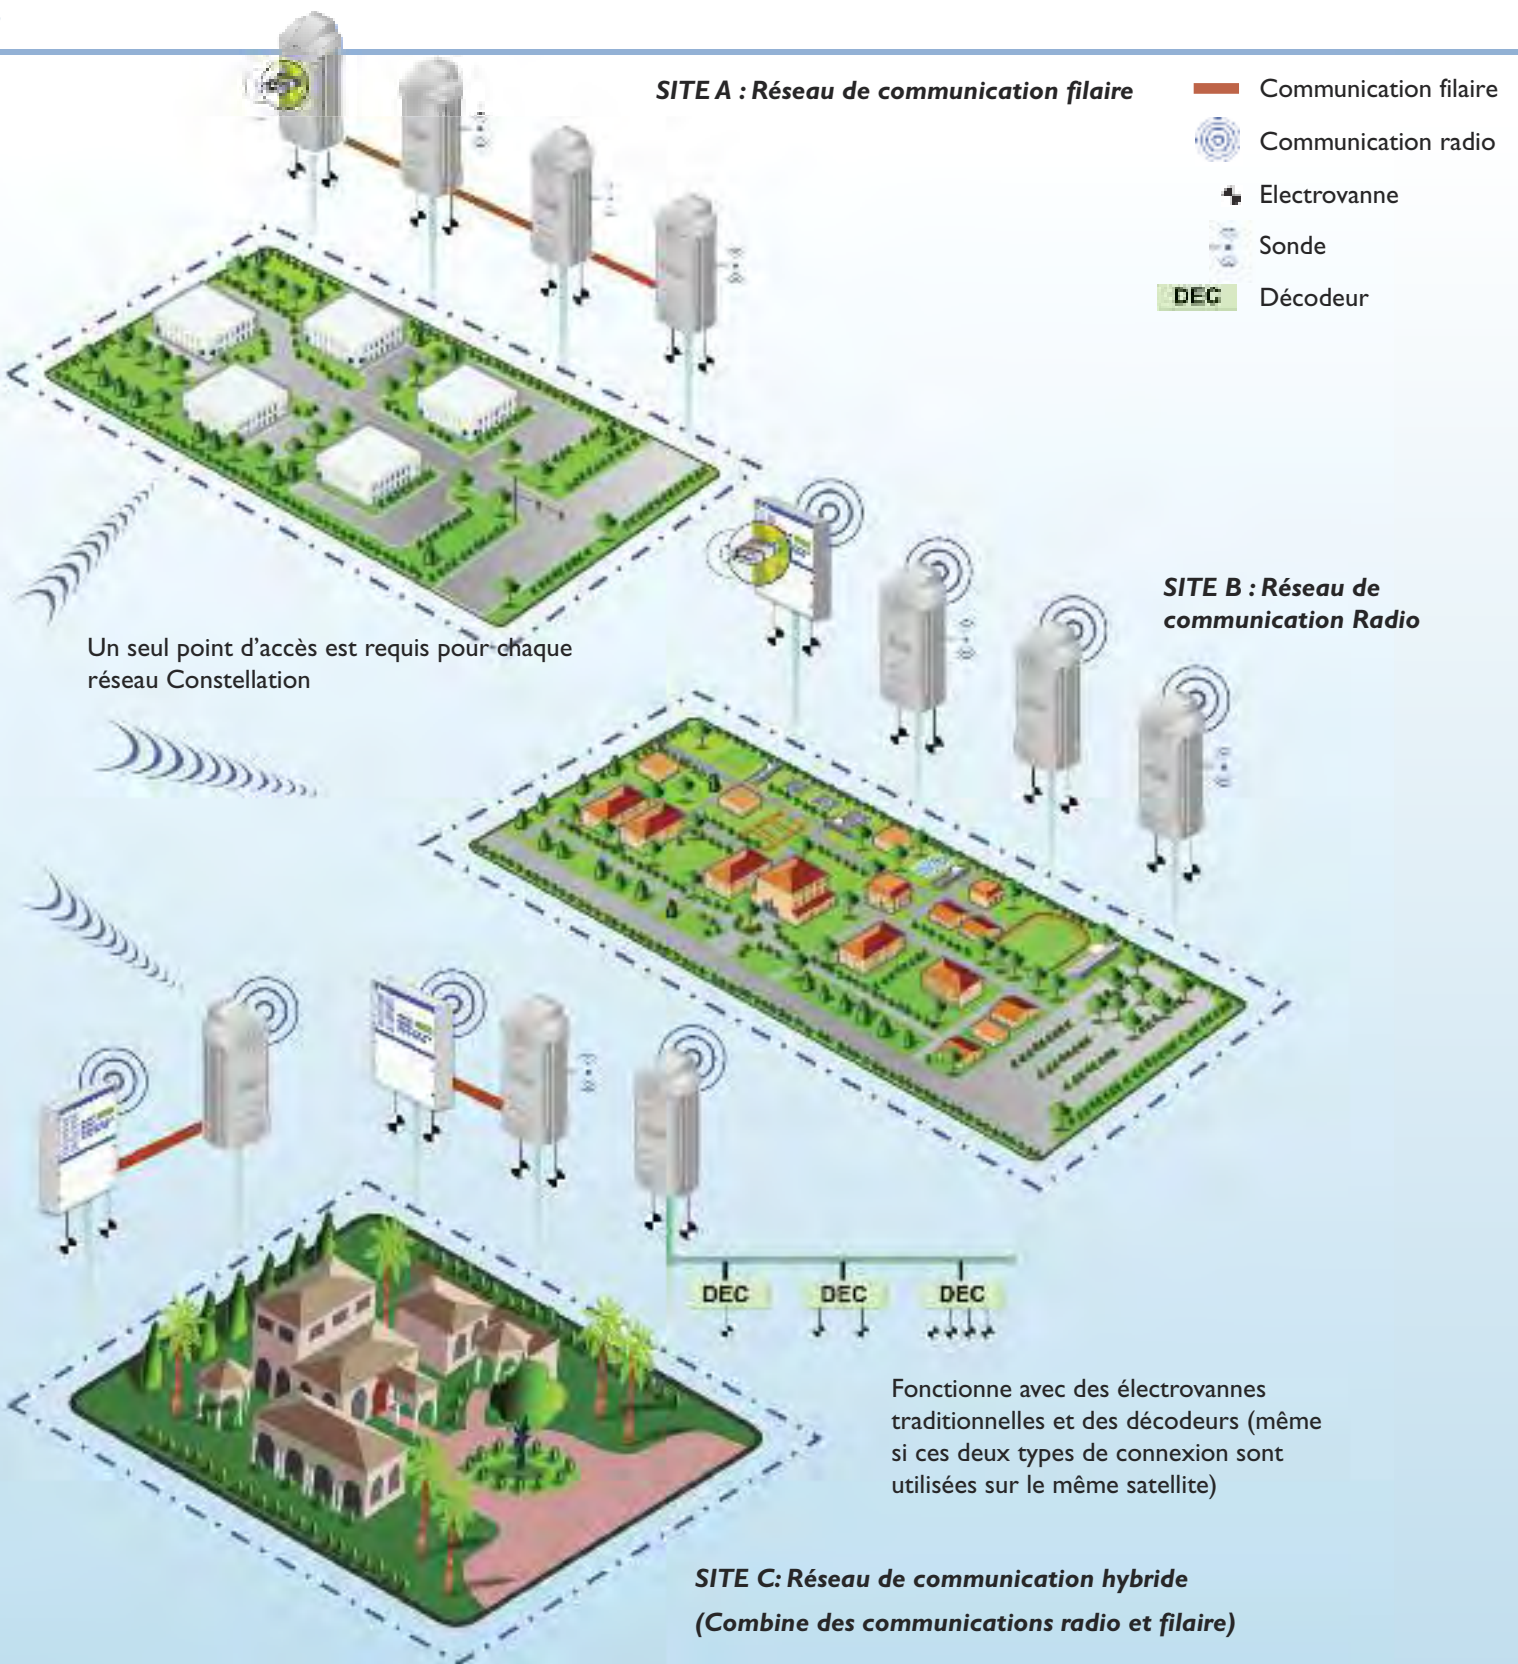 SITE A : Réseau de communication filaire
Communication filaire
Communication radio
Electrovanne
Sonde
DEC Décodeur
SITE B : Réseau de
communication Radio
Un seul point d’accès est requis pour chaque
réseau Constellation
DEC DEC DEC
Fonctionne avec des électrovannes
traditionnelles et des décodeurs (même
si ces deux types de connexion sont
utilisées sur le même satellite)
SITE C: Réseau de communication hybride
(Combine des communications radio et filaire)